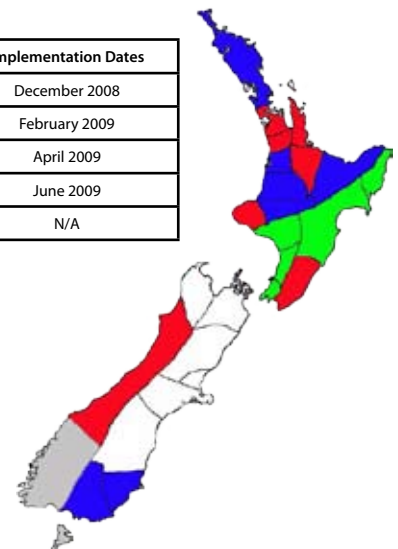 mplementation Dates
December 2008
February 2009
April 2009
June 2009
N/A